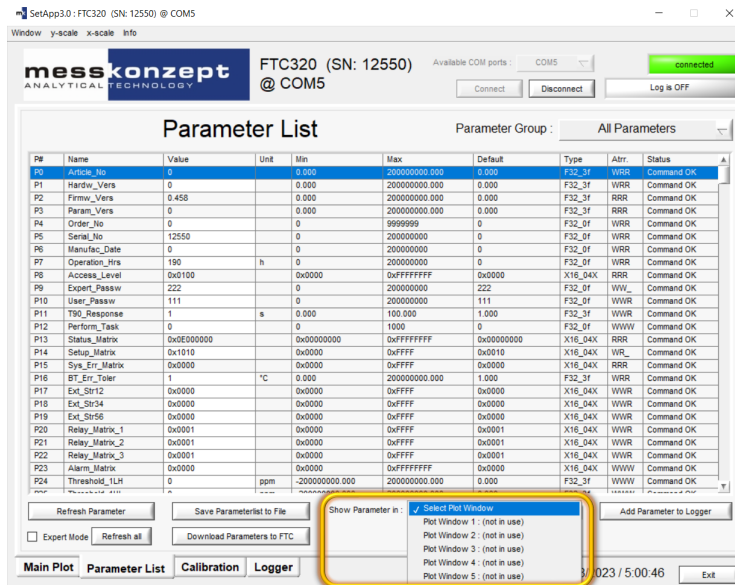 SetApp3.0 : FTC320 (SN: 12550) @ COM5
Window y-scale x-scale Info
messkonzept
ANALYTICAL TECHNOLOGY
FTC320 (SN: 12550)
@ COM5
Available COM ports : COM5
Connect Disconnect
connected
Log is OFF
Parameter List
Parameter Group : All Parameters
P# Name Value Unit Min Max Default Type Atrr. Status
P0 Article_No 0 0.000 200000000.000 0.000 F32_3f WRR Command OK
P1 Hardw_Vers 0 0.000 200000000.000 0.000 F32_3f WRR Command OK
P2 Firmw_Vers 0.458 0.000 200000000.000 0.000 F32_3f RRR Command OK
P3 Param_Vers 0 0.000 200000000.000 0.000 F32_3f WRR Command OK
P4 Order_No 0 0 9999999 0 F32_0f WRR Command OK
P5 Serial_No 12550 0 200000000 0 F32_0f WRR Command OK
P6 Manufac_Date 0 0 200000000 0 F32_0f WRR Command OK
P7 Operation_Hrs 190 h 0 200000000 0 F32_0f WRR Command OK
P8 Access_Level 0x0100 0x0000 0xFFFFFFFF 0x0000 X16_04X RRR Command OK
P9 Expert_Passw 222 0 200000000 222 F32_0f WW_ Command OK
P10 User_Passw 111 0 200000000 111 F32_0f WWR Command OK
P11 T90_Response 1 s 0.000 100.000 1.000 F32_3f WWR Command OK
P12 Perform_Task 0 0 1000 0 F32_0f WWW Command OK
P13 Status_Matrix 0x0E000000 0x00000000 0xFFFFFFFF 0x00000000 X16_04X RRR Command OK
P14 Setup_Matrix 0x1010 0x0000 0xFFFF 0x0010 X16_04X WR_ Command OK
P15 Sys_Err_Matrix 0x0000 0x0000 0xFFFF 0x0000 X16_04X RRR Command OK
P16 BT_Err_Toler 1 °C 0.000 200000000.000 1.000 F32_3f WRR Command OK
P17 Ext_Str12 0x0000 0x0000 0xFFFF 0x0000 X16_04X WWR Command OK
P18 Ext_Str34 0x0000 0x0000 0xFFFF 0x0000 X16_04X WWR Command OK
P19 Ext_Str56 0x0000 0x0000 0xFFFF 0x0000 X16_04X WWR Command OK
P20 Relay_Matrix_1 0x0001 0x0000 0xFFFF 0x0001 X16_04X WWR Command OK
P21 Relay_Matrix_2 0x0001 0x0000 0xFFFF 0x0001 X16_04X WWR Command OK
P22 Relay_Matrix_3 0x0001 0x0000 0xFFFF 0x0001 X16_04X WWR Command OK
P23 Alarm_Matrix 0x0000 0x0000 0xFFFFFFFF 0x0000 X16_04X WWW Command OK
P24 Threshold_1LH 0 ppm -200000000.000 200000000.000 0.000 F32_3f WWW Command OK
Refresh Parameter Save Parameterlist to File Show Parameter in : ✓ Select Plot Window Add Parameter to Logger
Plot Window 1 : (not in use)
Expert Mode Refresh all Download Parameters to FTC Plot Window 2 : (not in use)
Plot Window 3 : (not in use)
Plot Window 4 : (not in use)
Plot Window 5 : (not in use)
Main Plot Parameter List Calibration Logger /2023 / 5:00:46 Exit